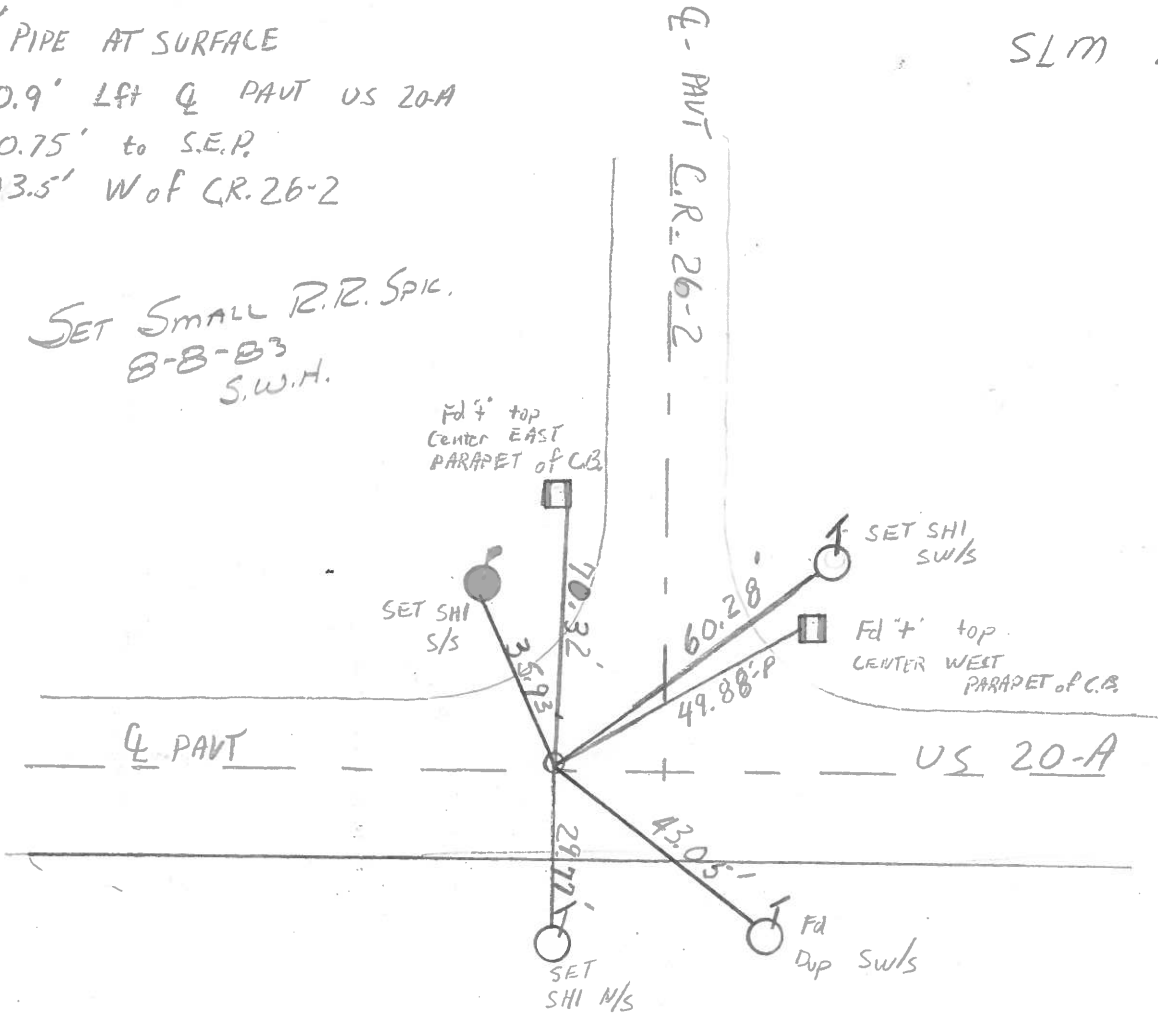 PIPE AT SURFACE
0.9' Lft ℄ PAVT US 20-A
0.75' to S.E.P.
3.5' W of C.R. 26-2
SLM
℄ - PAVT C.R. 26-2
SET SMALL R.R. SPK.
8-8-83
S.W.H.
Fd "+" top
Center EAST
PARAPET of C.B.
SET SHI
SW/S
SET SHI
S/S
70.32'
60.28'
35.93
49.88'-P
Fd "+" top
CENTER WEST
PARAPET of C.B.
℄ PAVT
US 20-A
43.05'
29.77'
Fd
Dup SW/S
SET
SHI N/S